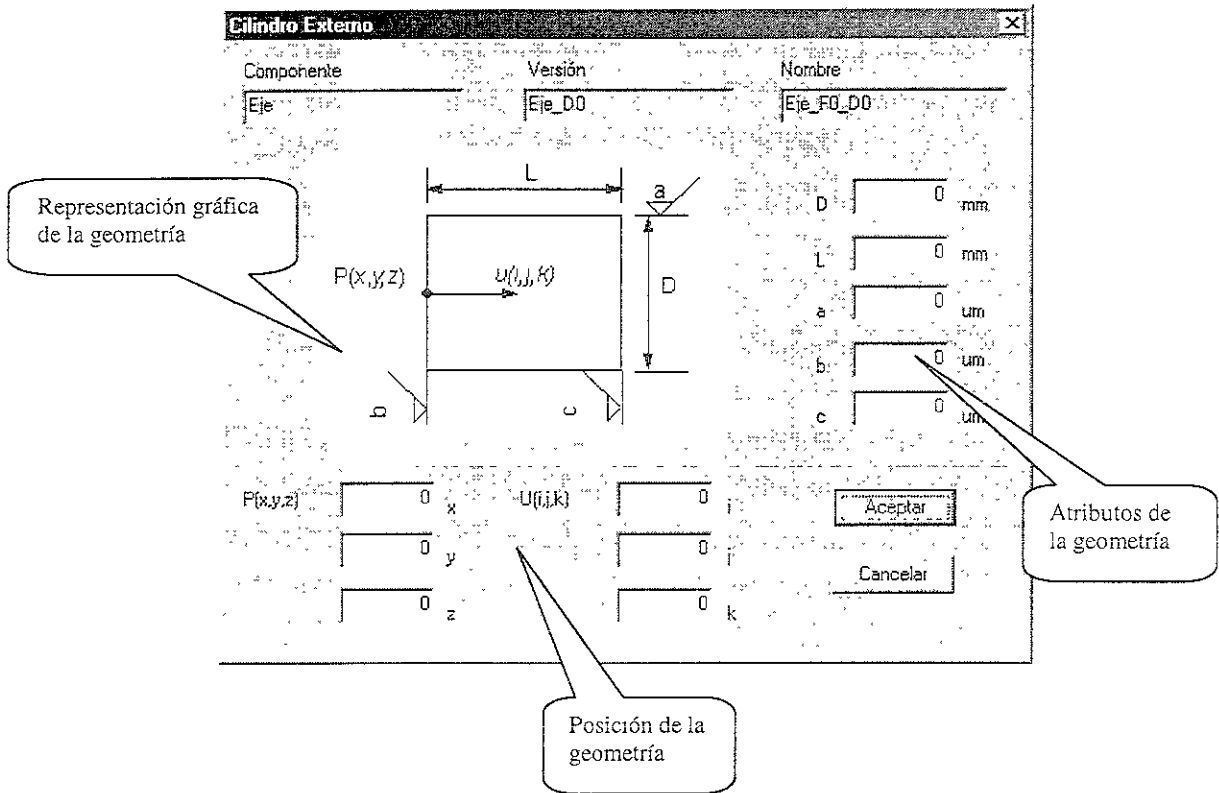 Cilindro Externo
Componente
Versión
Nombre
Eje
Eje_D0
Eje_F0_D0
Representación gráfica
de la geometría
L
a
P(x,y,z)
u(i,j,k)
D
b
c
D 0 mm
L 0 mm
a 0 um
b 0 um
c 0 um
P(x,y,z) 0 x
U(i,j,k) 0 i
0 y
0 j
0 z
0 k
Aceptar
Cancelar
Atributos de
la geometría
Posición de la
geometría